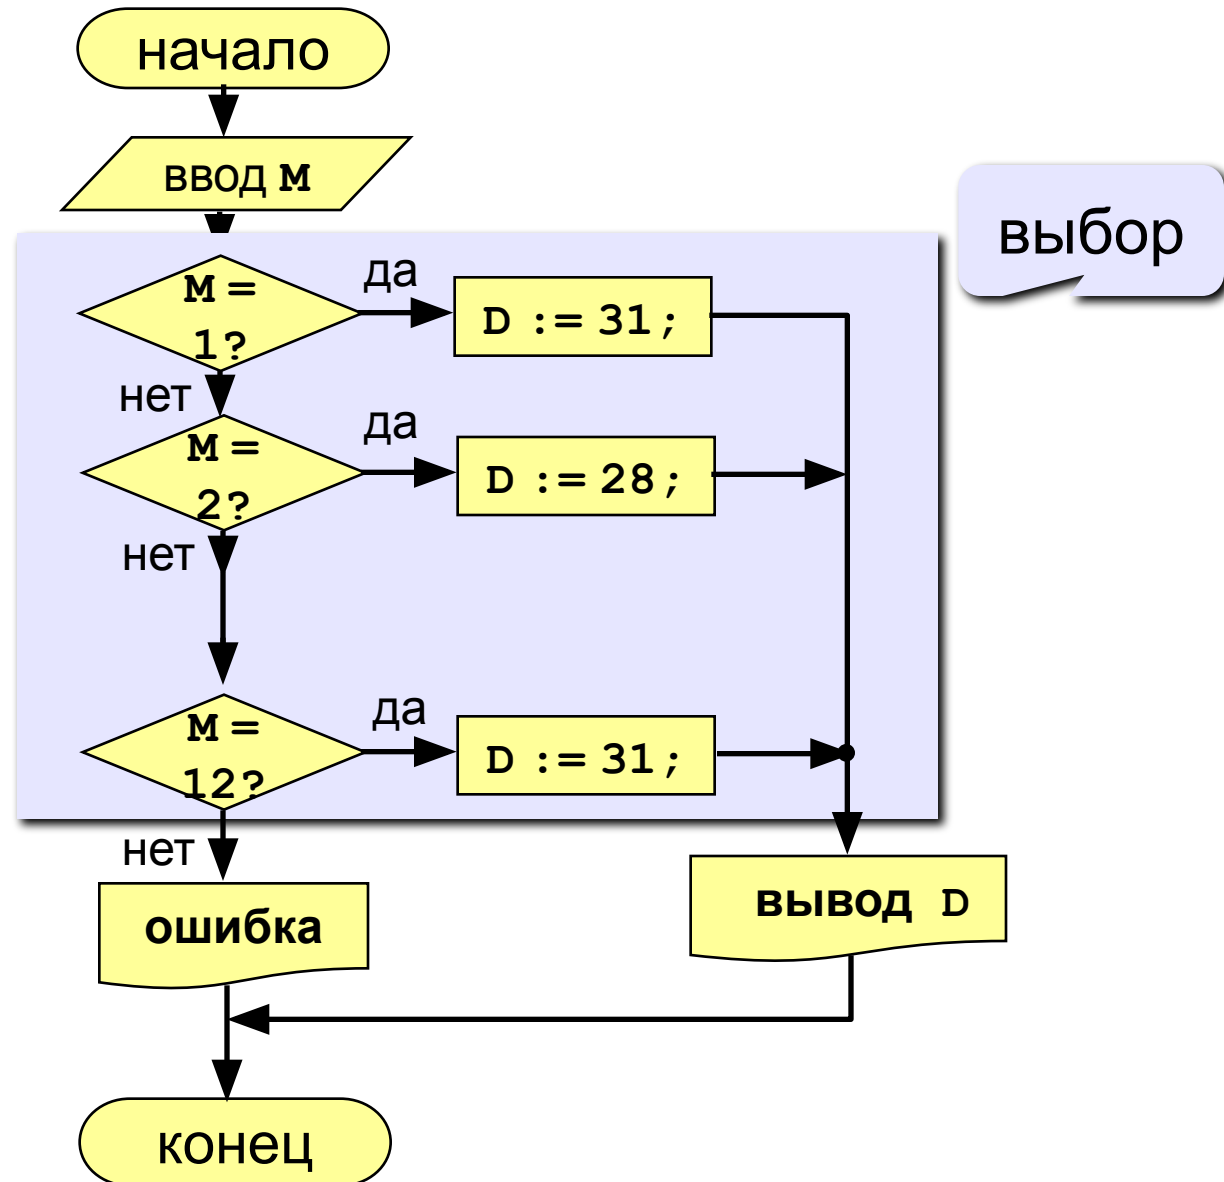 начало
ввод M
выбор
M =
1?
да
D := 31;
нет
M =
2?
да
D := 28;
нет
M =
12?
да
D := 31;
нет
ошибка
вывод D
конец